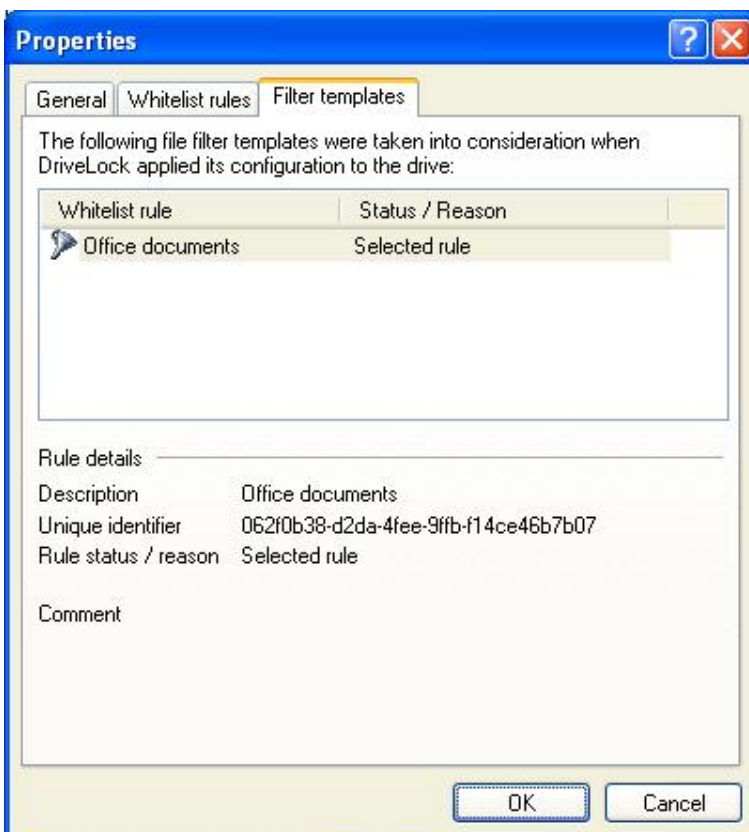 Properties
General
Whitelist rules
Filter templates
The following file filter templates were taken into consideration when
DriveLock applied its configuration to the drive:
Whitelist rule Status / Reason
Office documents Selected rule
Rule details
Description Office documents
Unique identifier 062f0b38-d2da-4fee-9ffb-f14ce46b7b07
Rule status / reason Selected rule
Comment
OK
Cancel